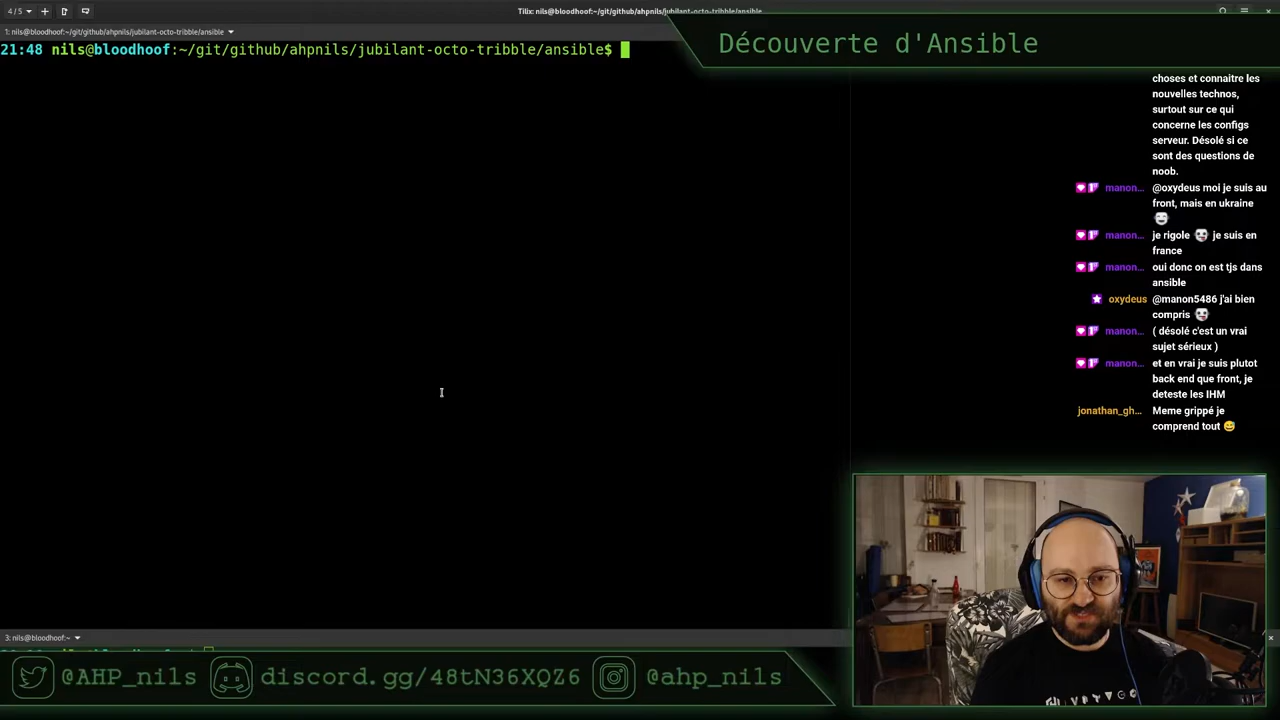 4 / 5
Tilix: nils@bloodhoof:~/git/github/ahpnils/jubilant-octo-tribble/ansible
1: nils@bloodhoof:~/git/github/ahpnils/jubilant-octo-tribble/ansible
21:48 nils@bloodhoof:~/git/github/ahpnils/jubilant-octo-tribble/ansible$
Découverte d'Ansible
choses et connaitre les
nouvelles technos,
surtout sur ce qui
concerne les configs
serveur. Désolé si ce
sont des questions de
noob.
manon... @oxydeus moi je suis au
front, mais en ukraine
manon... je rigole je suis en
france
manon... oui donc on est tjs dans
ansible
oxydeus @manon5486 j'ai bien
compris
manon... ( désolé c'est un vrai
sujet sérieux )
manon... et en vrai je suis plutot
back end que front, je
deteste les IHM
jonathan_gh... Meme grippé je
comprend tout
3: nils@bloodhoof:~
@AHP_nils discord.gg/48tN36XQZ6 @ahp_nils